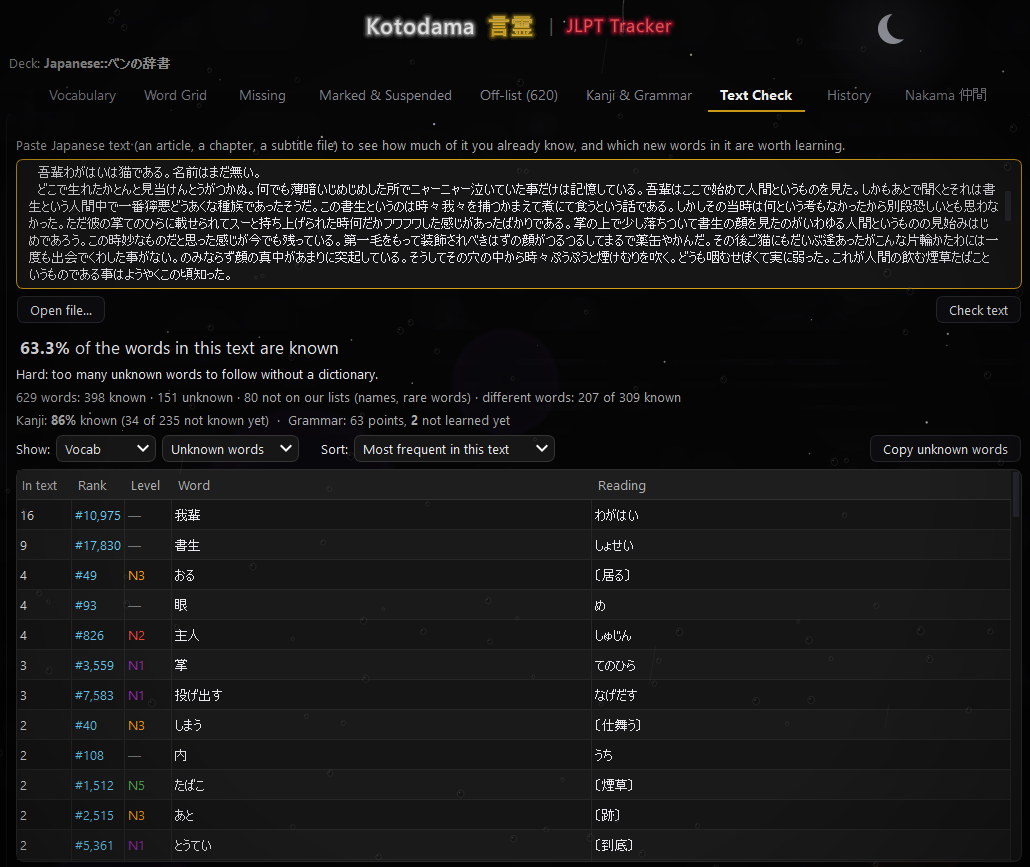 Kotodama 言霊 | JLPT Tracker
Deck: Japanese::ベンの辞書
Vocabulary Word Grid Missing Marked & Suspended Off-list (620) Kanji & Grammar Text Check History Nakama 仲間
Paste Japanese text (an article, a chapter, a subtitle file) to see how much of it you already know, and which new words in it are worth learning.
吾輩わがはいは猫である。名前はまだ無い。
どこで生れたかとんと見当けんとうがつかぬ。何でも薄暗いじめじめした所でニャーニャー泣いていた事だけは記憶している。吾輩はここで始めて人間というものを見た。しかもあとで聞くとそれは書
生という人間中で一番獰悪どうあくな種族であったそうだ。この書生というのは時々我々を捕つかまえて煮にて食うという話である。しかしその当時は何という考もなかったから別段恐しいとも思わな
かった。ただ彼の掌てのひらに載せられてスーと持ち上げられた時何だかフワフワした感じがあったばかりである。掌の上で少し落ちついて書生の顔を見たのがいわゆる人間というものの見始みはじ
めであろう。この時妙なものだと思った感じが今でも残っている。第一毛をもって装飾されべきはずの顔がつるつるしてまるで薬缶やかんだ。その後ご猫にもだいぶ逢あったがこんな片輪かたわには一
度も出会でくわした事がない。のみならず顔の真中があまりに突起している。そうしてその穴の中から時々ぷうぷうと煙けむりを吹く。どうも咽むせぽくて実に弱った。これが人間の飲む煙草たばこと
いうものである事はようやくこの頃知った。
Open file...
Check text
63.3% of the words in this text are known
Hard: too many unknown words to follow without a dictionary.
629 words: 398 known · 151 unknown · 80 not on our lists (names, rare words) · different words: 207 of 309 known
Kanji: 86% known (34 of 235 not known yet) · Grammar: 63 points, 2 not learned yet
Show: Vocab Unknown words Sort: Most frequent in this text Copy unknown words
In text Rank Level Word Reading
16 #10,975 — 我輩 わがはい
9 #17,830 — 書生 しょせい
4 #49 N3 おる 〔居る〕
4 #93 — 眼 め
4 #826 N2 主人 しゅじん
3 #3,559 N1 掌 てのひら
3 #7,583 N1 投げ出す なげだす
2 #40 N3 しまう 〔仕舞う〕
2 #108 — 内 うち
2 #1,512 N5 たばこ 〔煙草〕
2 #2,515 N3 あと 〔跡〕
2 #5,361 N1 とうてい 〔到底〕